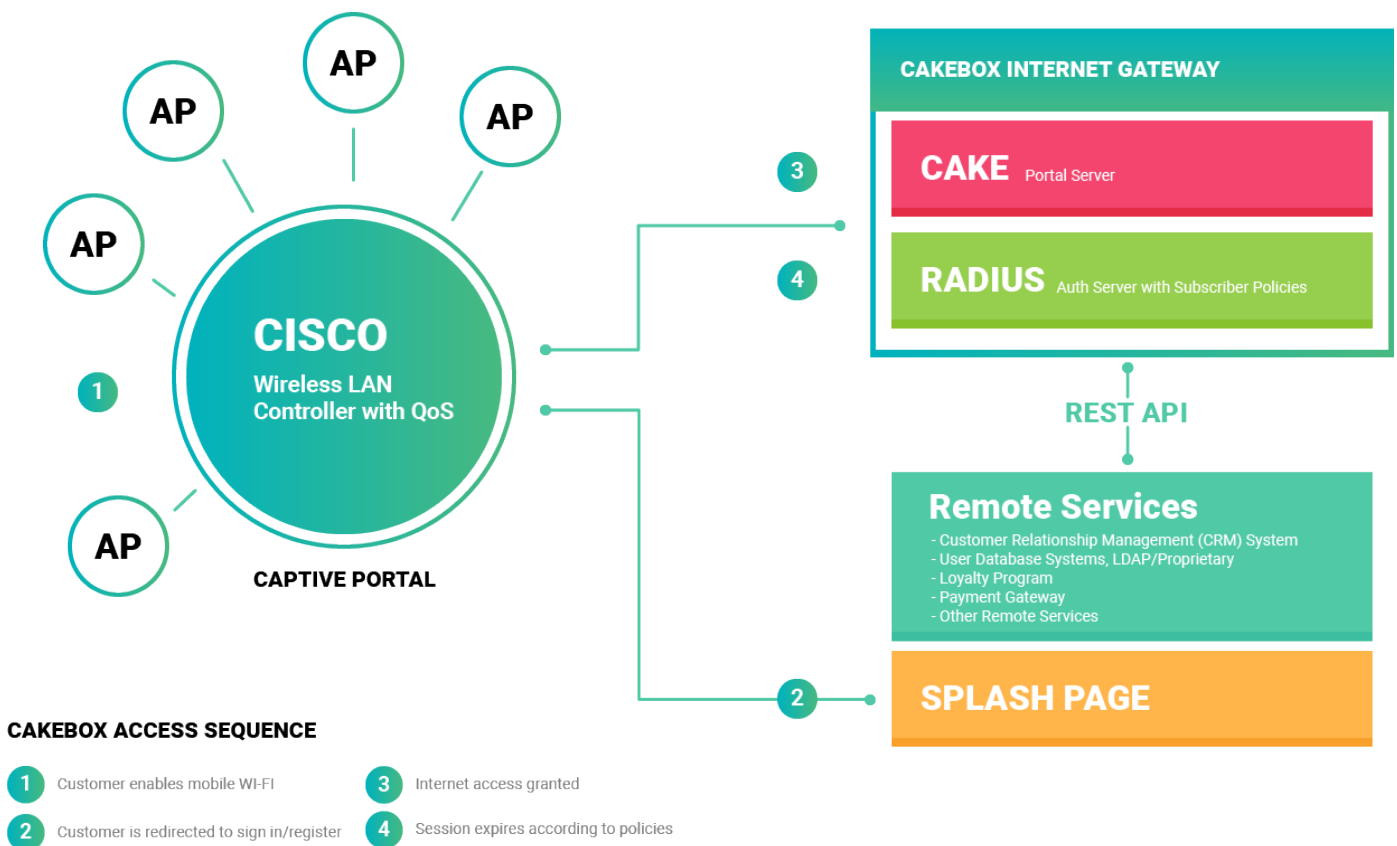 AP
AP
AP
AP
AP
CISCO
Wireless LAN
Controller with QoS
1
CAPTIVE PORTAL
3
4
2
CAKEBOX INTERNET GATEWAY
CAKE Portal Server
RADIUS Auth Server with Subscriber Policies
REST API
Remote Services
- Customer Relationship Management (CRM) System
- User Database Systems, LDAP/Proprietary
- Loyalty Program
- Payment Gateway
- Other Remote Services
SPLASH PAGE
CAKEBOX ACCESS SEQUENCE
1 Customer enables mobile WI-FI
2 Customer is redirected to sign in/register
3 Internet access granted
4 Session expires according to policies